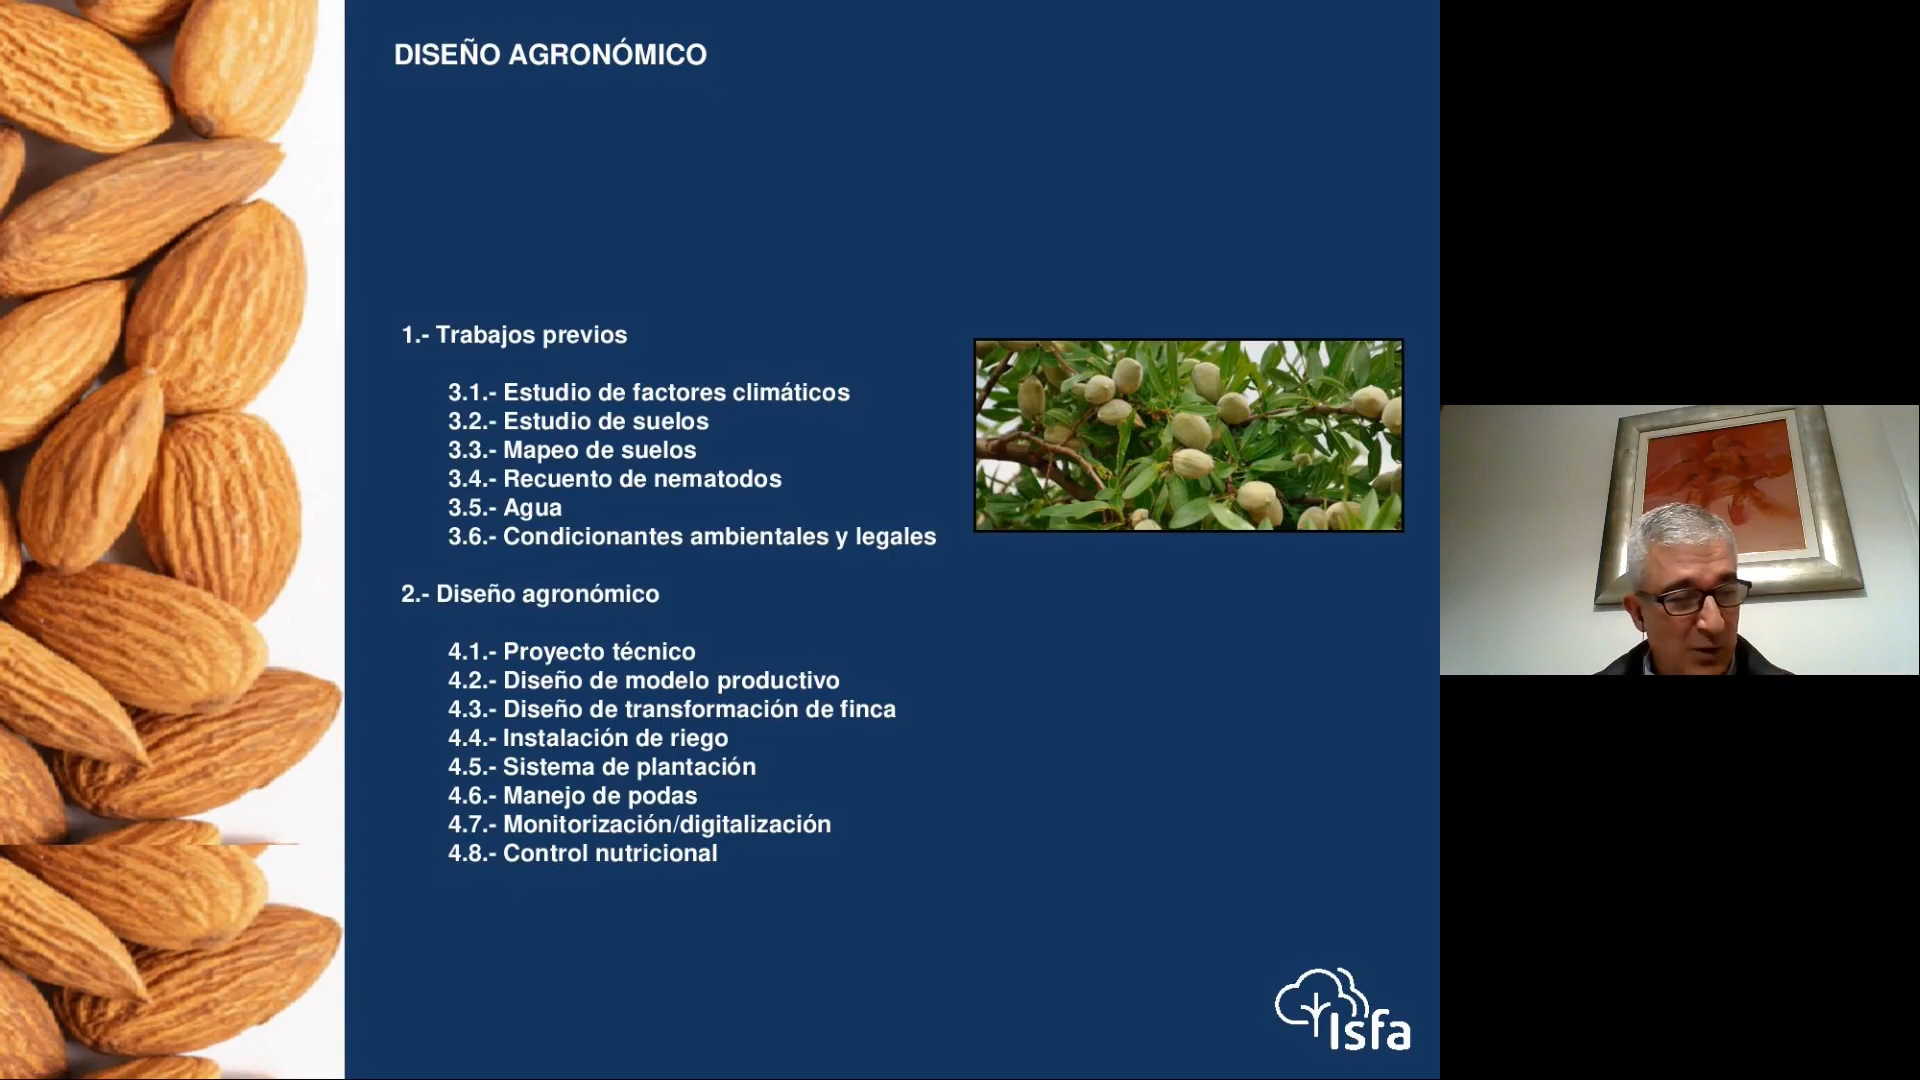 DISEÑO AGRONÓMICO
1.- Trabajos previos
3.1.- Estudio de factores climáticos
3.2.- Estudio de suelos
3.3.- Mapeo de suelos
3.4.- Recuento de nematodos
3.5.- Agua
3.6.- Condicionantes ambientales y legales
2.- Diseño agronómico
4.1.- Proyecto técnico
4.2.- Diseño de modelo productivo
4.3.- Diseño de transformación de finca
4.4.- Instalación de riego
4.5.- Sistema de plantación
4.6.- Manejo de podas
4.7.- Monitorización/digitalización
4.8.- Control nutricional
Isfa